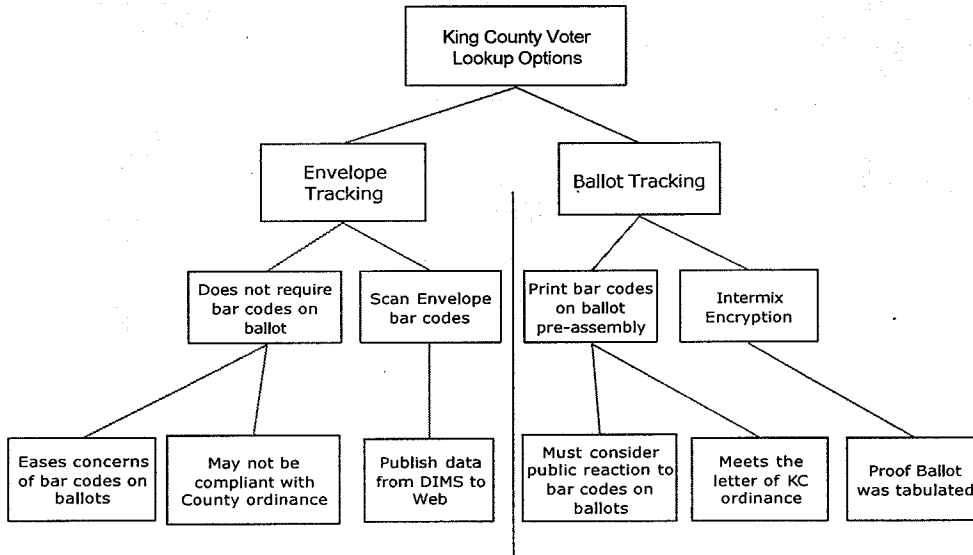 King County Voter
Lookup Options
Envelope
Tracking
Ballot Tracking
Does not require
bar codes on
ballot
Scan Envelope
bar codes
Print bar codes
on ballot
pre-assembly
Intermix
Encryption
Eases concerns
of bar codes on
ballots
May not be
compliant with
County ordinance
Publish data
from DIMS to
Web
Must consider
public reaction to
bar codes on
ballots
Meets the
letter of KC
ordinance
Proof Ballot
was tabulated